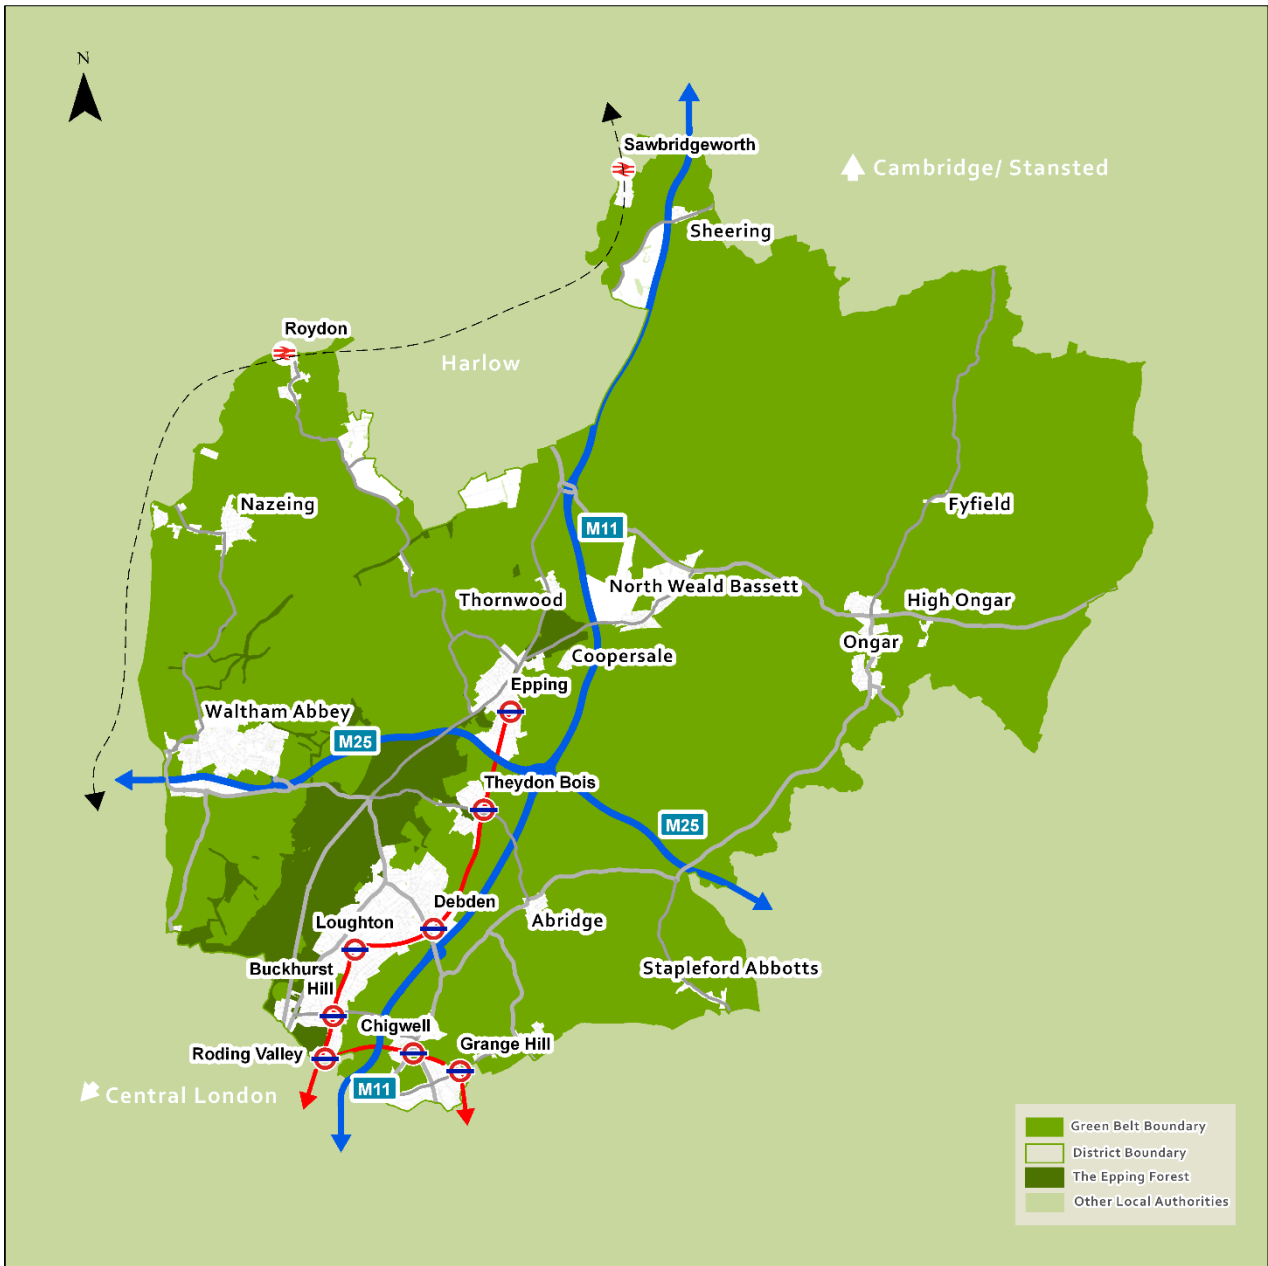 N
Sawbridgeworth
Cambridge/ Stansted
Sheering
Roydon
Harlow
Nazeing
Fyfield
M11
North Weald Bassett
Thornwood
High Ongar
Ongar
Coopersale
Epping
Waltham Abbey
M25
Theydon Bois
M25
Debden
Loughton
Abridge
Buckhurst
Hill
Stapleford Abbotts
Chigwell
Grange Hill
Roding Valley
M11
Central London
Green Belt Boundary
District Boundary
The Epping Forest
Other Local Authorities